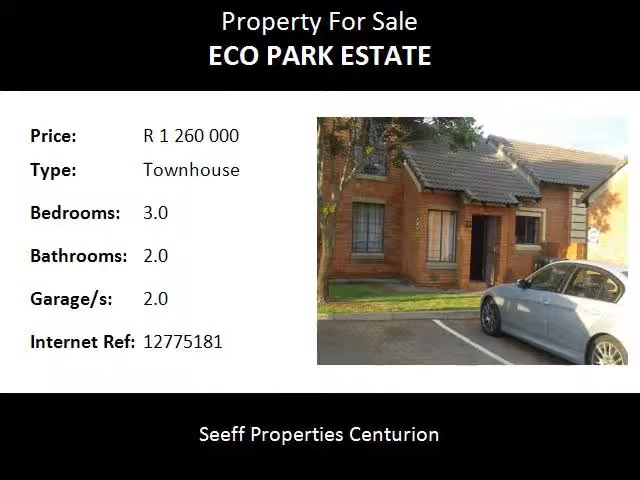 Property For Sale
ECO PARK ESTATE
Price: R 1 260 000
Type: Townhouse
Bedrooms: 3.0
Bathrooms: 2.0
Garage/s: 2.0
Internet Ref: 12775181
Seeff Properties Centurion